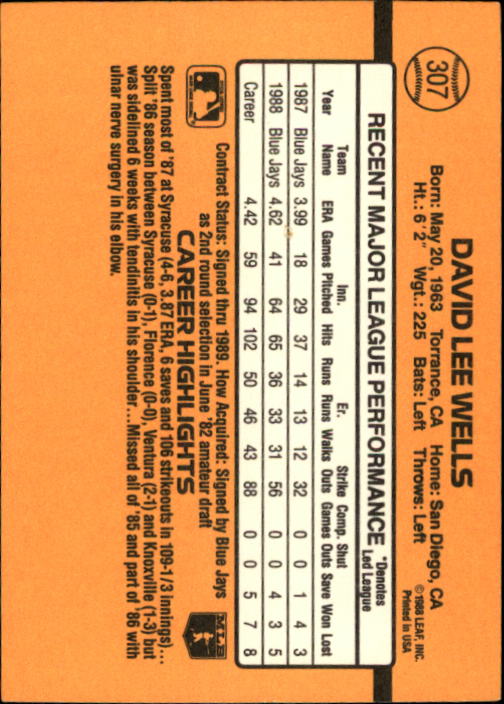 307
DAVID LEE WELLS
Born: May 20, 1963 Torrance, CA Home: San Diego, CA
Ht.: 6'2" Wgt.: 225 Bats: Left Throws: Left
©1988 LEAF, INC.
Printed in USA
RECENT MAJOR LEAGUE PERFORMANCE *Denotes Led League
Team Inn. Er. Strike Comp. Shut
Year Name ERA Games Pitched Hits Runs Runs Walks Outs Games Outs Save Won Lost
1987 Blue Jays 3.99 18 29 37 14 13 12 32 0 0 1 4 3
1988 Blue Jays 4.62 41 64 65 36 33 31 56 0 0 4 3 5
Career 4.42 59 94 102 50 46 43 88 0 0 5 7 8
Contract Status: Signed thru 1989. How Acquired: Signed by Blue Jays
as 2nd round selection in June '82 amateur draft
MLB
CAREER HIGHLIGHTS
Spent most of '87 at Syracuse (4-6, 3.87 ERA, 6 saves and 106 strikeouts in 109-1/3 innings)...
Split '86 season between Syracuse (0-1), Florence (0-0), Ventura (2-1) and Knoxville (1-3) but
was sidelined 6 weeks with tendinitis in his shoulder...Missed all of '85 and part of '86 with
ulnar nerve surgery in his elbow.